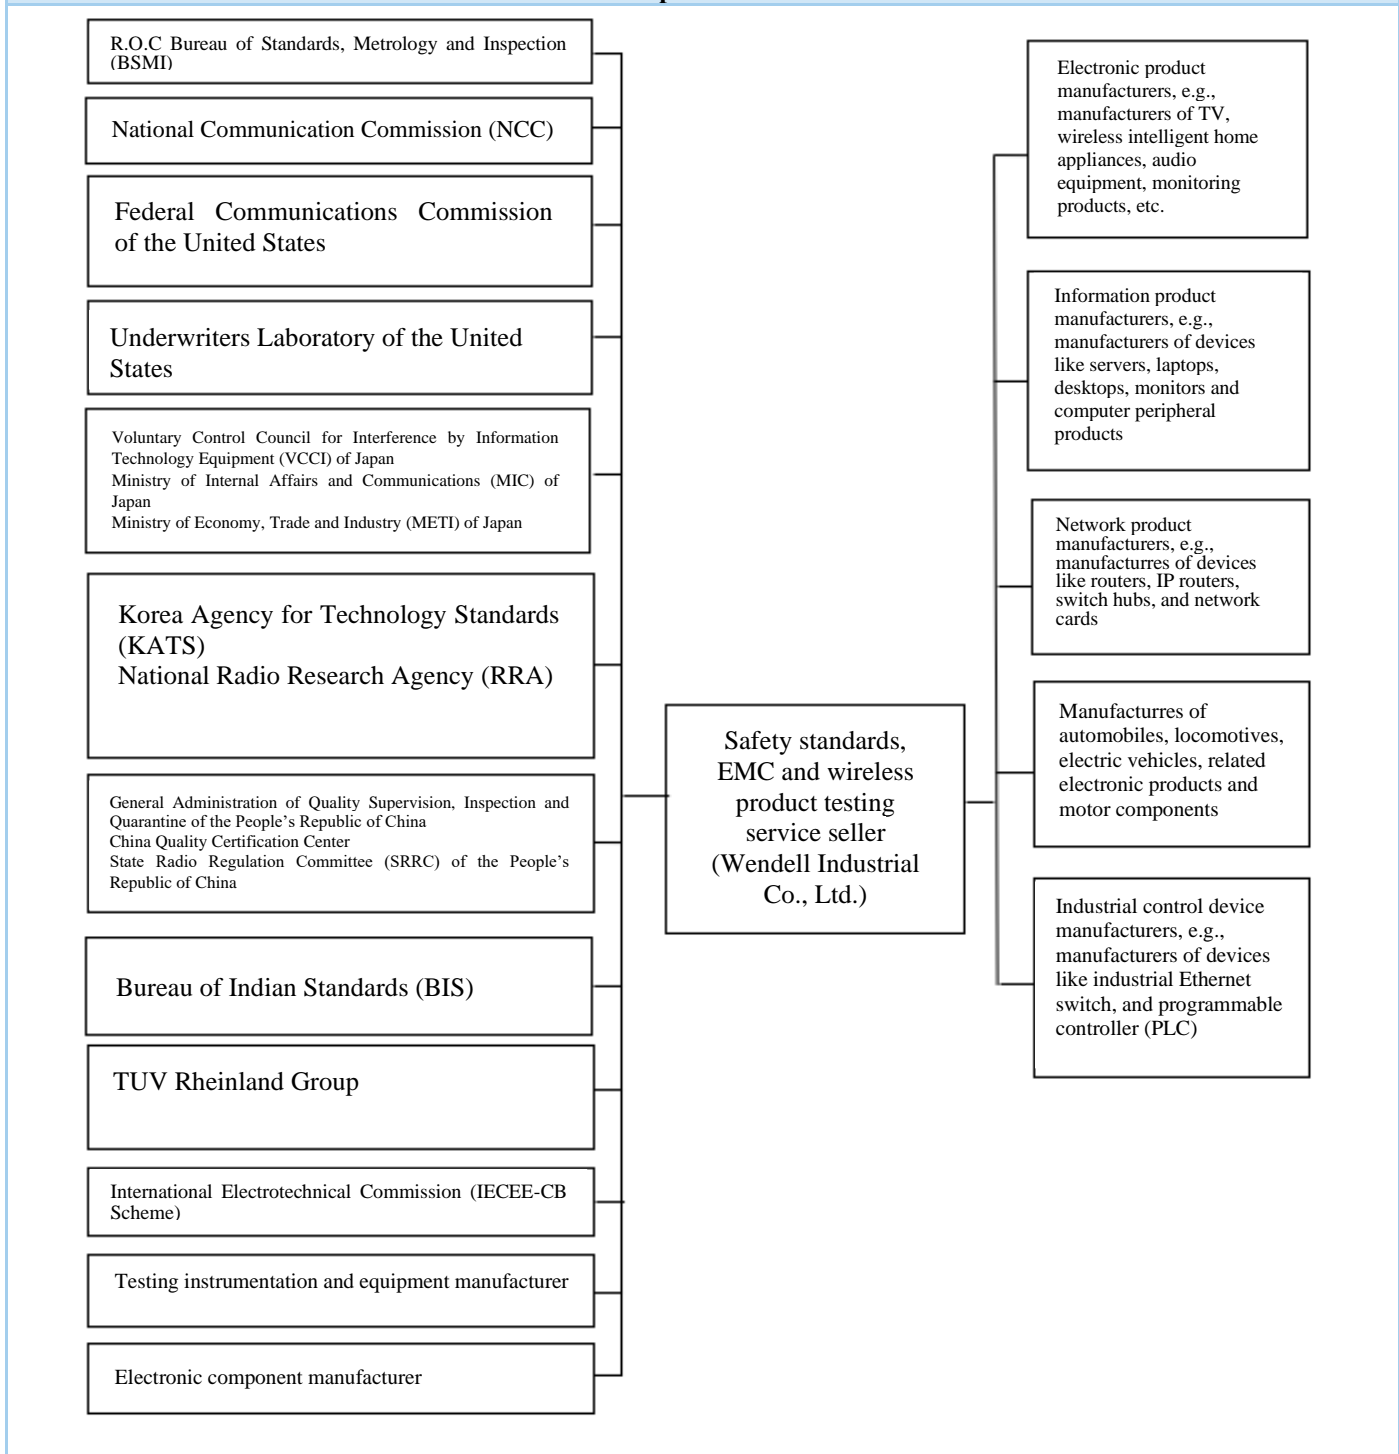 R.O.C Bureau of Standards, Metrology and Inspection
(BSMI)
National Communication Commission (NCC)
Federal Communications Commission
of the United States
Underwriters Laboratory of the United
States
Voluntary Control Council for Interference by Information
Technology Equipment (VCCI) of Japan
Ministry of Internal Affairs and Communications (MIC) of
Japan
Ministry of Economy, Trade and Industry (METI) of Japan
Korea Agency for Technology Standards
(KATS)
National Radio Research Agency (RRA)
General Administration of Quality Supervision, Inspection and
Quarantine of the People's Republic of China
China Quality Certification Center
State Radio Regulation Committee (SRRC) of the People's
Republic of China
Bureau of Indian Standards (BIS)
TUV Rheinland Group
International Electrotechnical Commission (IECEE-CB
Scheme)
Testing instrumentation and equipment manufacturer
Electronic component manufacturer
Safety standards,
EMC and wireless
product testing
service seller
(Wendell Industrial
Co., Ltd.)
Electronic product
manufacturers, e.g.,
manufacturers of TV,
wireless intelligent home
appliances, audio
equipment, monitoring
products, etc.
Information product
manufacturers, e.g.,
manufacturers of devices
like servers, laptops,
desktops, monitors and
computer peripheral
products
Network product
manufacturers, e.g.,
manufacturres of devices
like routers, IP routers,
switch hubs, and network
cards
Manufacturres of
automobiles, locomotives,
electric vehicles, related
electronic products and
motor components
Industrial control device
manufacturers, e.g.,
manufacturers of devices
like industrial Ethernet
switch, and programmable
controller (PLC)